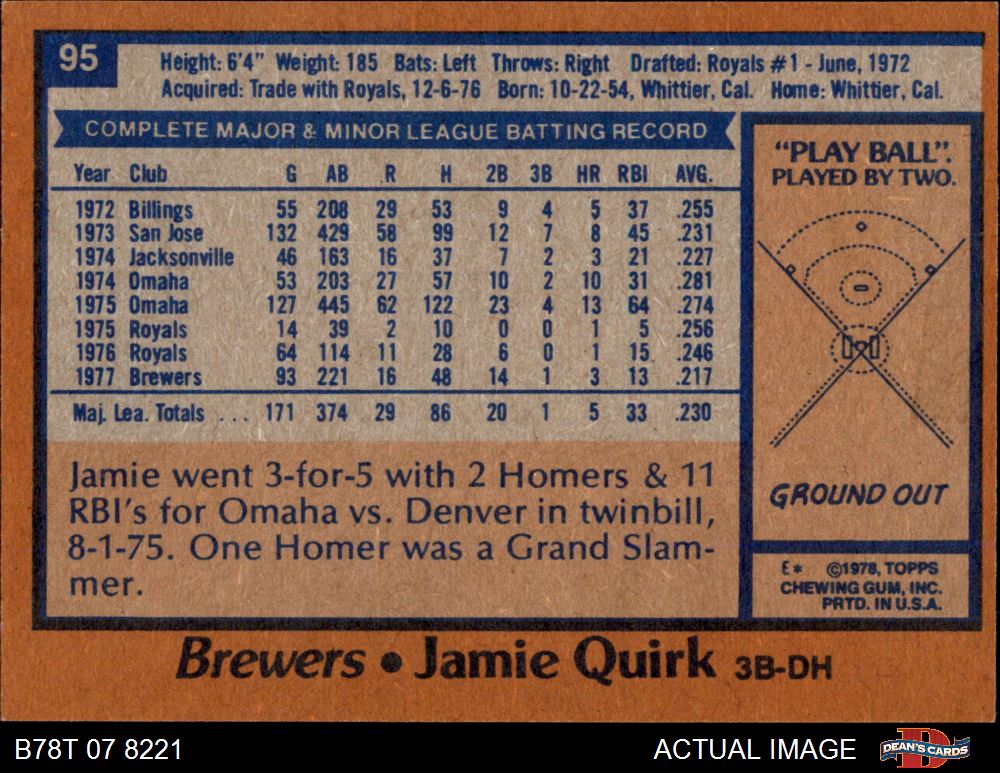 95
Height: 6'4" Weight: 185 Bats: Left Throws: Right Drafted: Royals #1 - June, 1972
Acquired: Trade with Royals, 12-6-76 Born: 10-22-54, Whittier, Cal. Home: Whittier, Cal.
COMPLETE MAJOR & MINOR LEAGUE BATTING RECORD
Year Club G AB R H 2B 3B HR RBI AVG.
1972 Billings 55 208 29 53 9 4 5 37 .255
1973 San Jose 132 429 58 99 12 7 8 45 .231
1974 Jacksonville 46 163 16 37 7 2 3 21 .227
1974 Omaha 53 203 27 57 10 2 10 31 .281
1975 Omaha 127 445 62 122 23 4 13 64 .274
1975 Royals 14 39 2 10 0 0 1 5 .256
1976 Royals 64 114 11 28 6 0 1 15 .246
1977 Brewers 93 221 16 48 14 1 3 13 .217
Maj. Lea. Totals ... 171 374 29 86 20 1 5 33 .230
Jamie went 3-for-5 with 2 Homers & 11
RBI's for Omaha vs. Denver in twinbill,
8-1-75. One Homer was a Grand Slam-
mer.
"PLAY BALL".
PLAYED BY TWO.
GROUND OUT
E* ©1978, TOPPS
CHEWING GUM, INC.
PRTD. IN U.S.A.
Brewers • Jamie Quirk 3B-DH
B78T 07 8221
ACTUAL IMAGE
DEAN'S CARDS